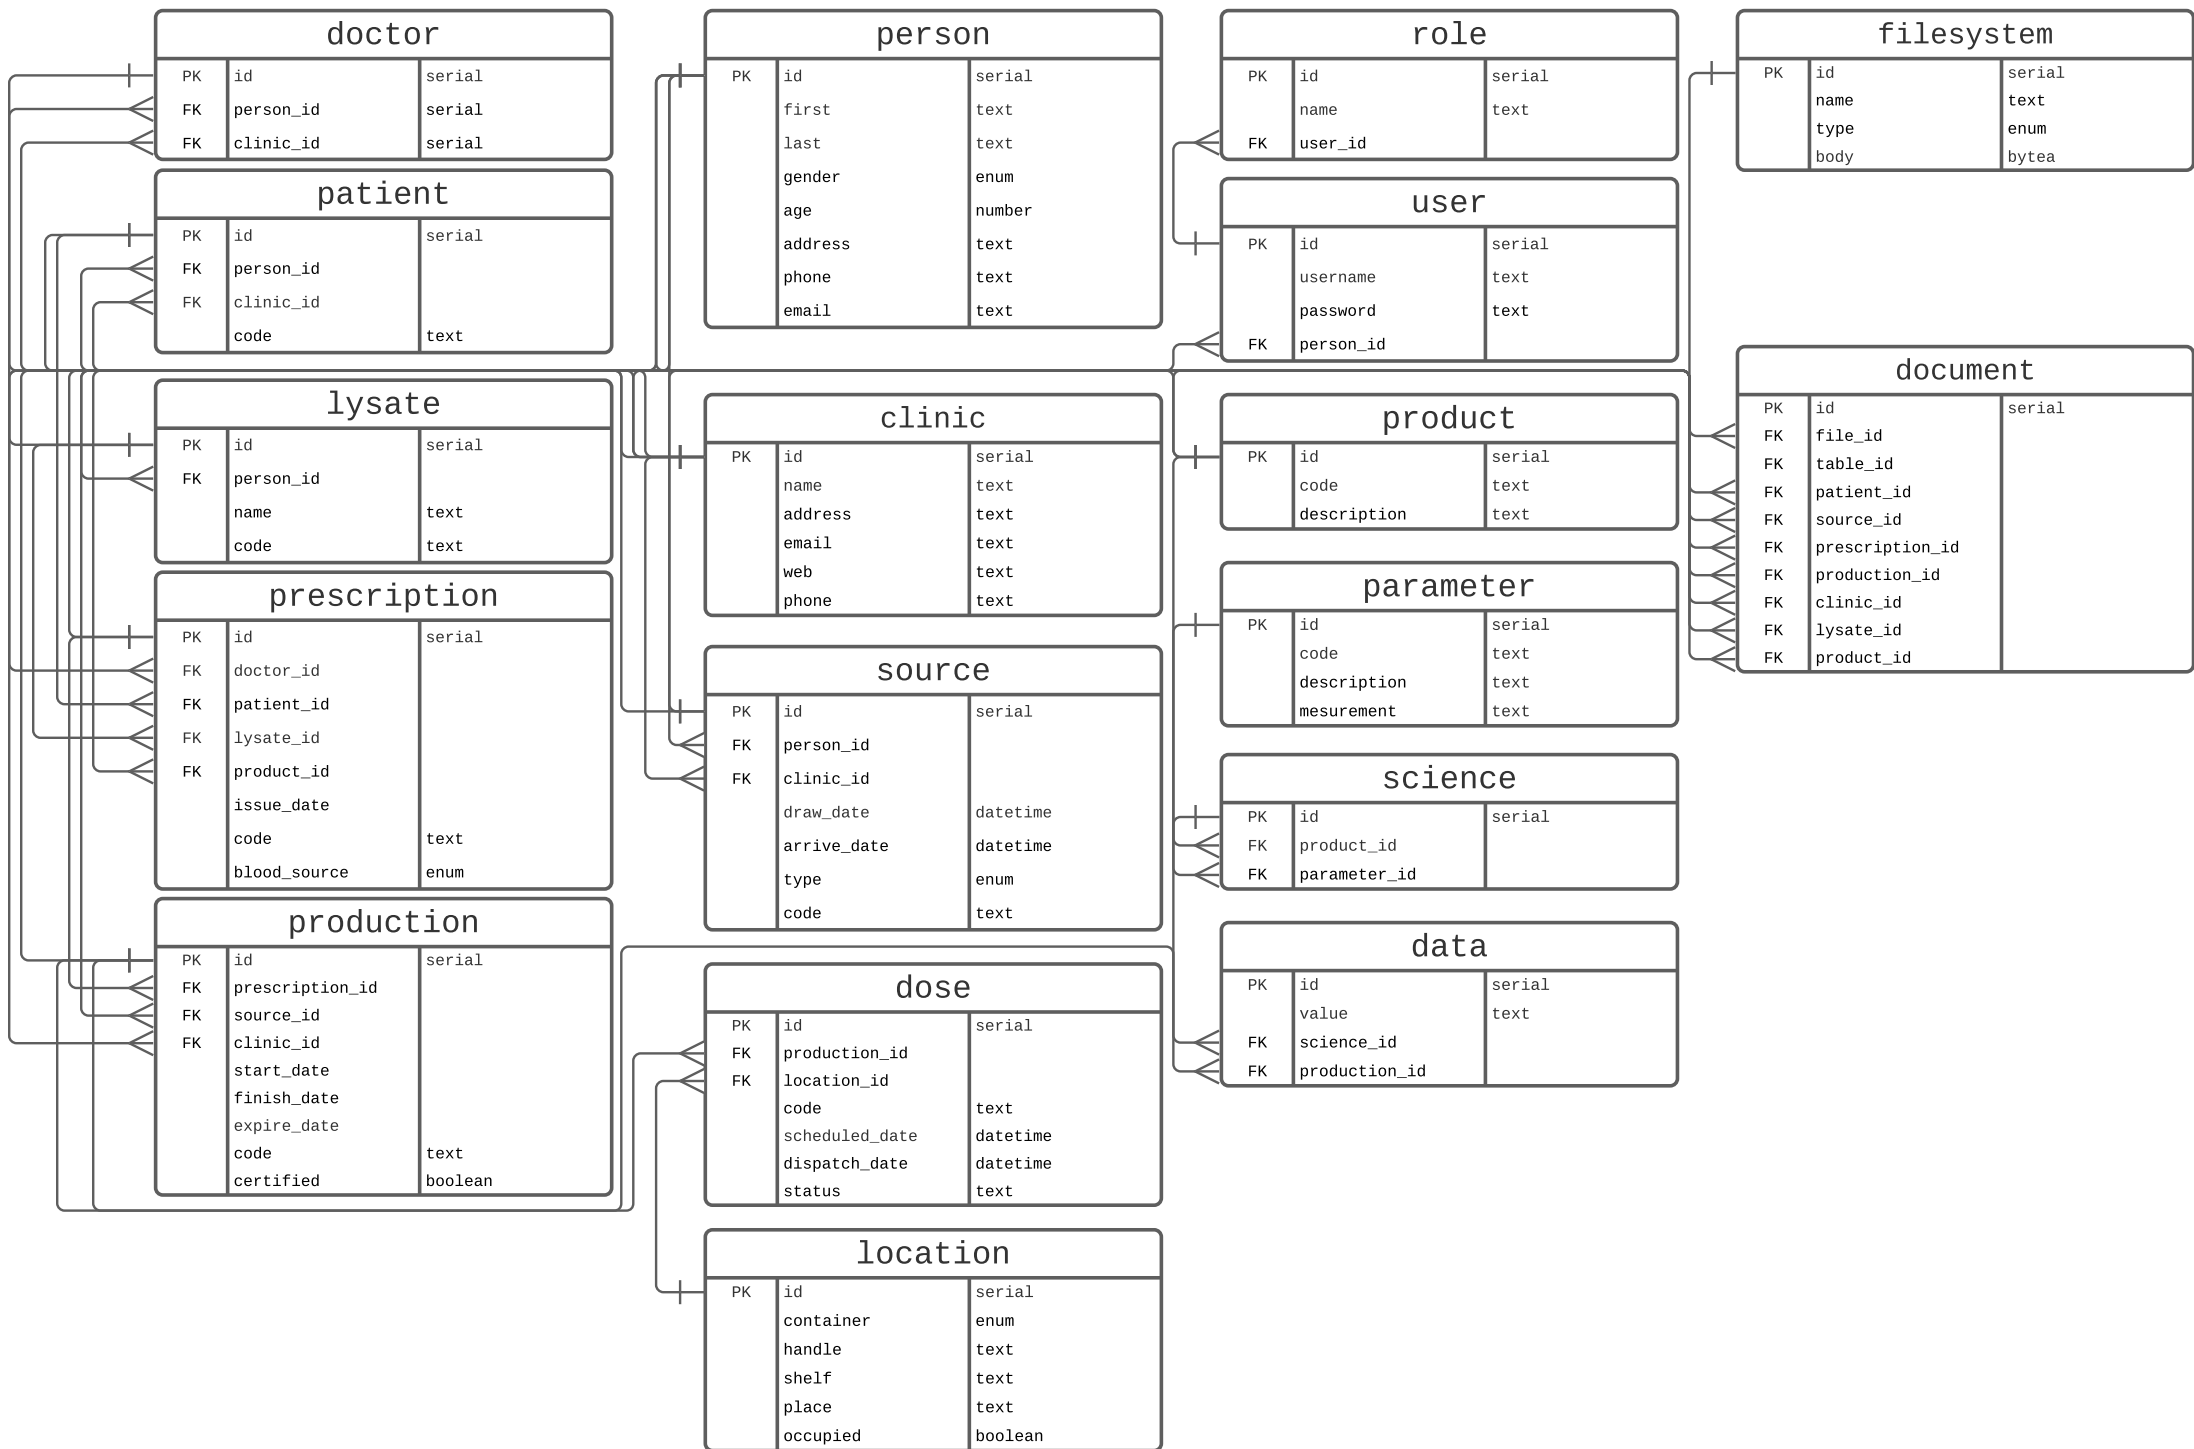 doctor
PK id serial
FK person_id serial
FK clinic_id serial
patient
PK id serial
FK person_id
FK clinic_id
code text
lysate
PK id serial
FK person_id
name text
code text
prescription
PK id serial
FK doctor_id
FK patient_id
FK lysate_id
FK product_id
issue_date
code text
blood_source enum
production
PK id serial
FK prescription_id
FK source_id
FK clinic_id
start_date
finish_date
expire_date
code text
certified boolean
person
PK id serial
first text
last text
gender enum
age number
address text
phone text
email text
clinic
PK id serial
name text
address text
email text
web text
phone text
source
PK id serial
FK person_id
FK clinic_id
draw_date datetime
arrive_date datetime
type enum
code text
dose
PK id serial
FK production_id
FK location_id
code text
scheduled_date datetime
dispatch_date datetime
status text
location
PK id serial
container enum
handle text
shelf text
place text
occupied boolean
role
PK id serial
name text
FK user_id
user
PK id serial
username text
password text
FK person_id
product
PK id serial
code text
description text
parameter
PK id serial
code text
description text
mesurement text
science
PK id serial
FK product_id
FK parameter_id
data
PK id serial
value text
FK science_id
FK production_id
filesystem
PK id serial
name text
type enum
body bytea
document
PK id serial
FK file_id
FK table_id
FK patient_id
FK source_id
FK prescription_id
FK production_id
FK clinic_id
FK lysate_id
FK product_id